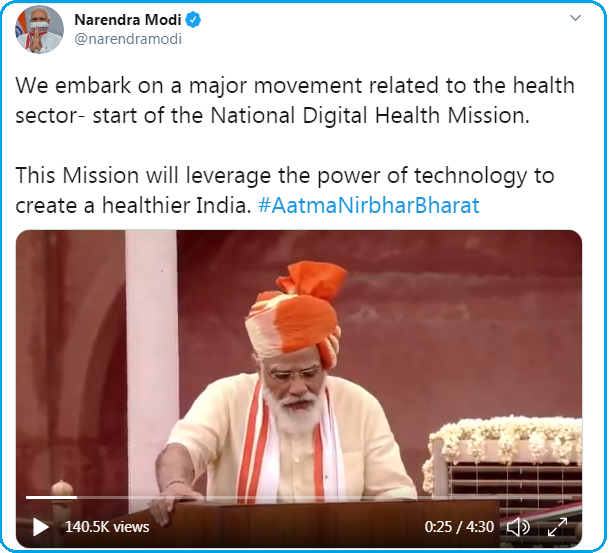 Narendra Modi
@narendramodi
We embark on a major movement related to the health
sector- start of the National Digital Health Mission.
This Mission will leverage the power of technology to
create a healthier India. #AatmaNirbharBharat
140.5K views
0:25 / 4:30